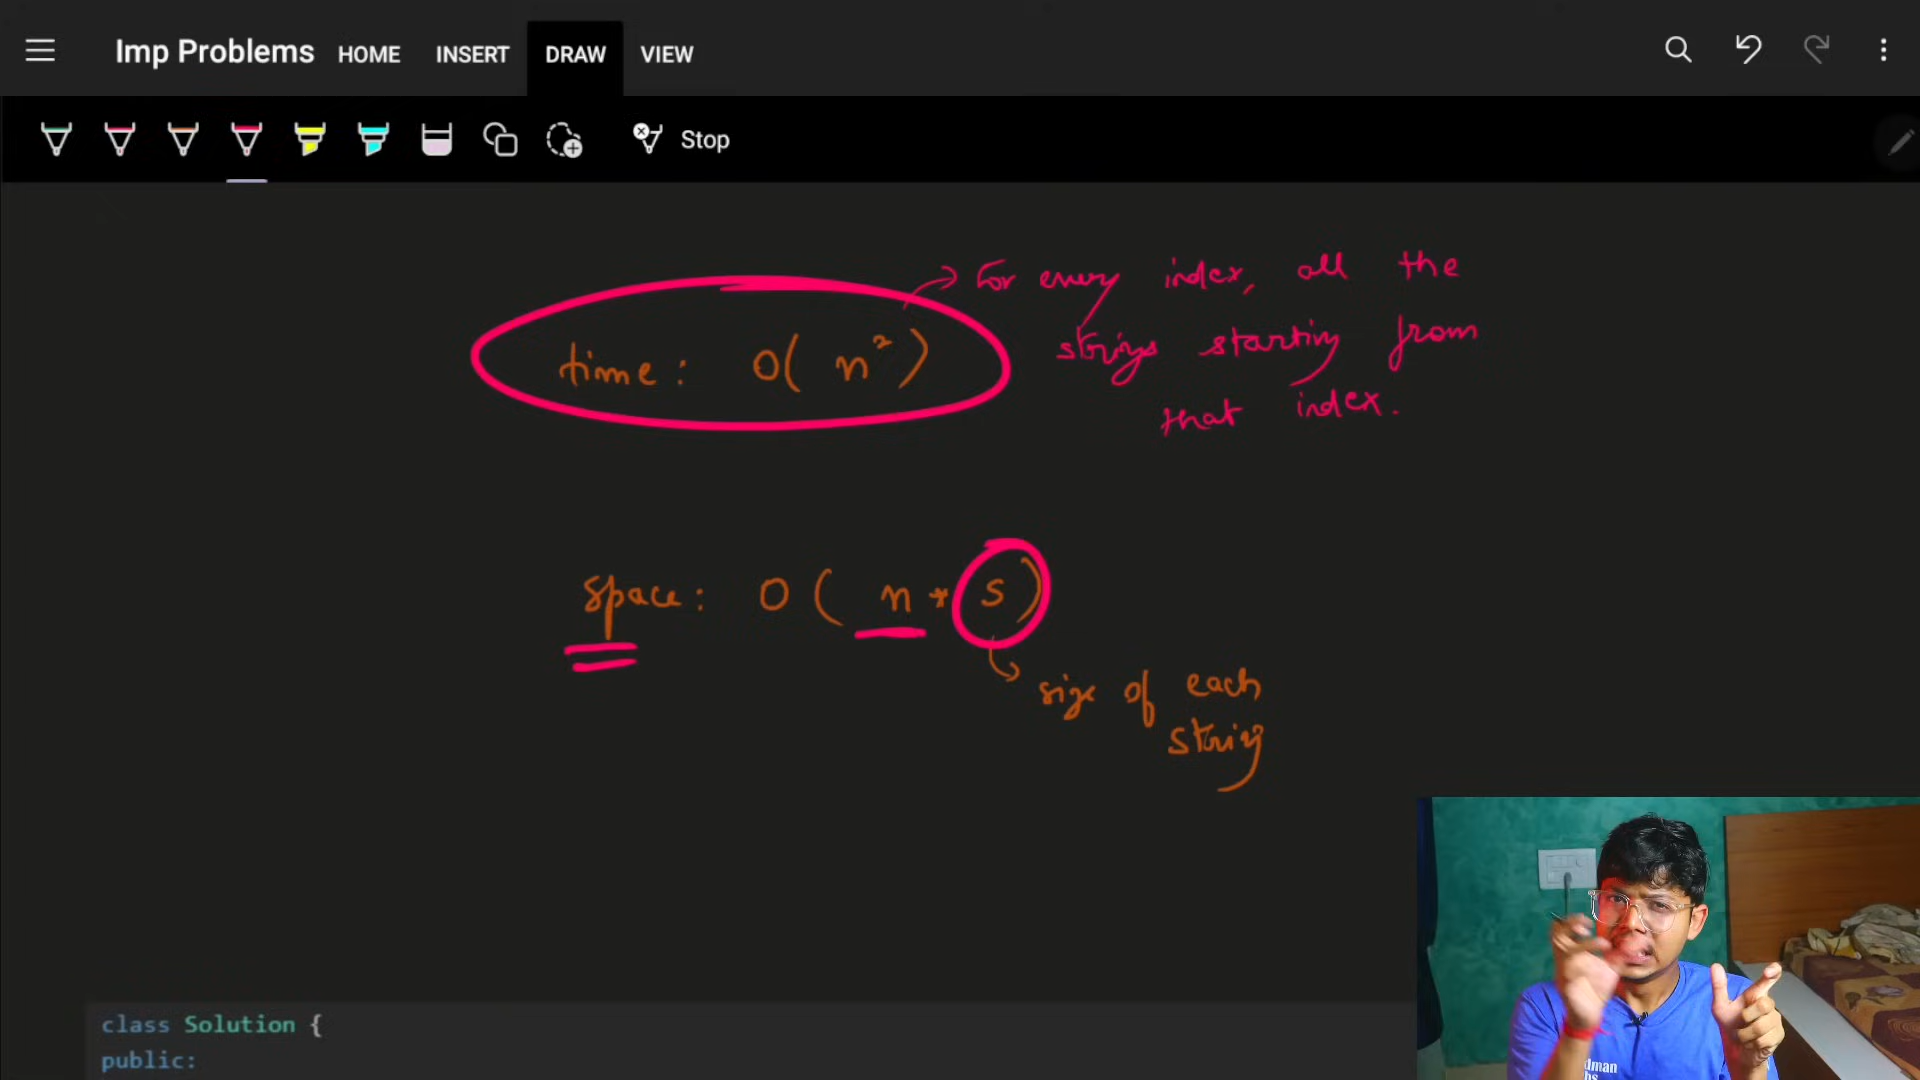 Imp Problems HOME INSERT DRAW VIEW
Stop
time: O( n² )
For every index, all the
strings starting from
that index.
space: O ( n * s )
size of each
string
class Solution {
public: